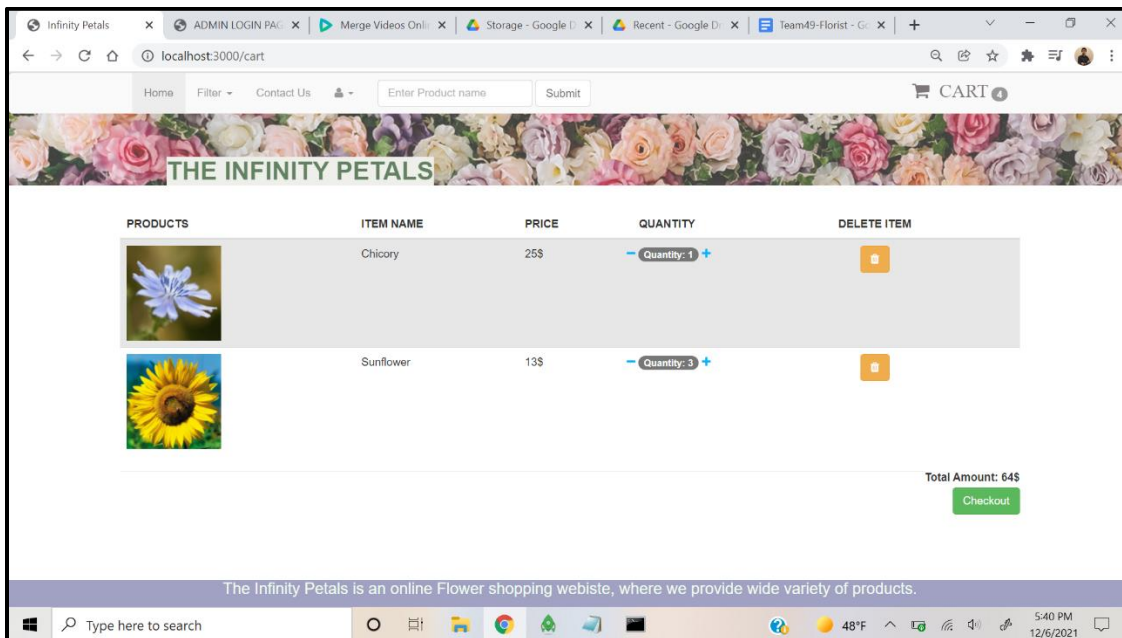 Infinity Petals
ADMIN LOGIN PAG
Merge Videos Onli
Storage - Google D
Recent - Google Dr
Team49-Florist - Go
localhost:3000/cart
Home Filter Contact Us Enter Product name Submit CART 4
THE INFINITY PETALS
PRODUCTS ITEM NAME PRICE QUANTITY DELETE ITEM
Chicory 25$ − Quantity: 1 +
Sunflower 13$ − Quantity: 3 +
Total Amount: 64$
Checkout
The Infinity Petals is an online Flower shopping webiste, where we provide wide variety of products.
Type here to search 48°F 5:40 PM
12/6/2021